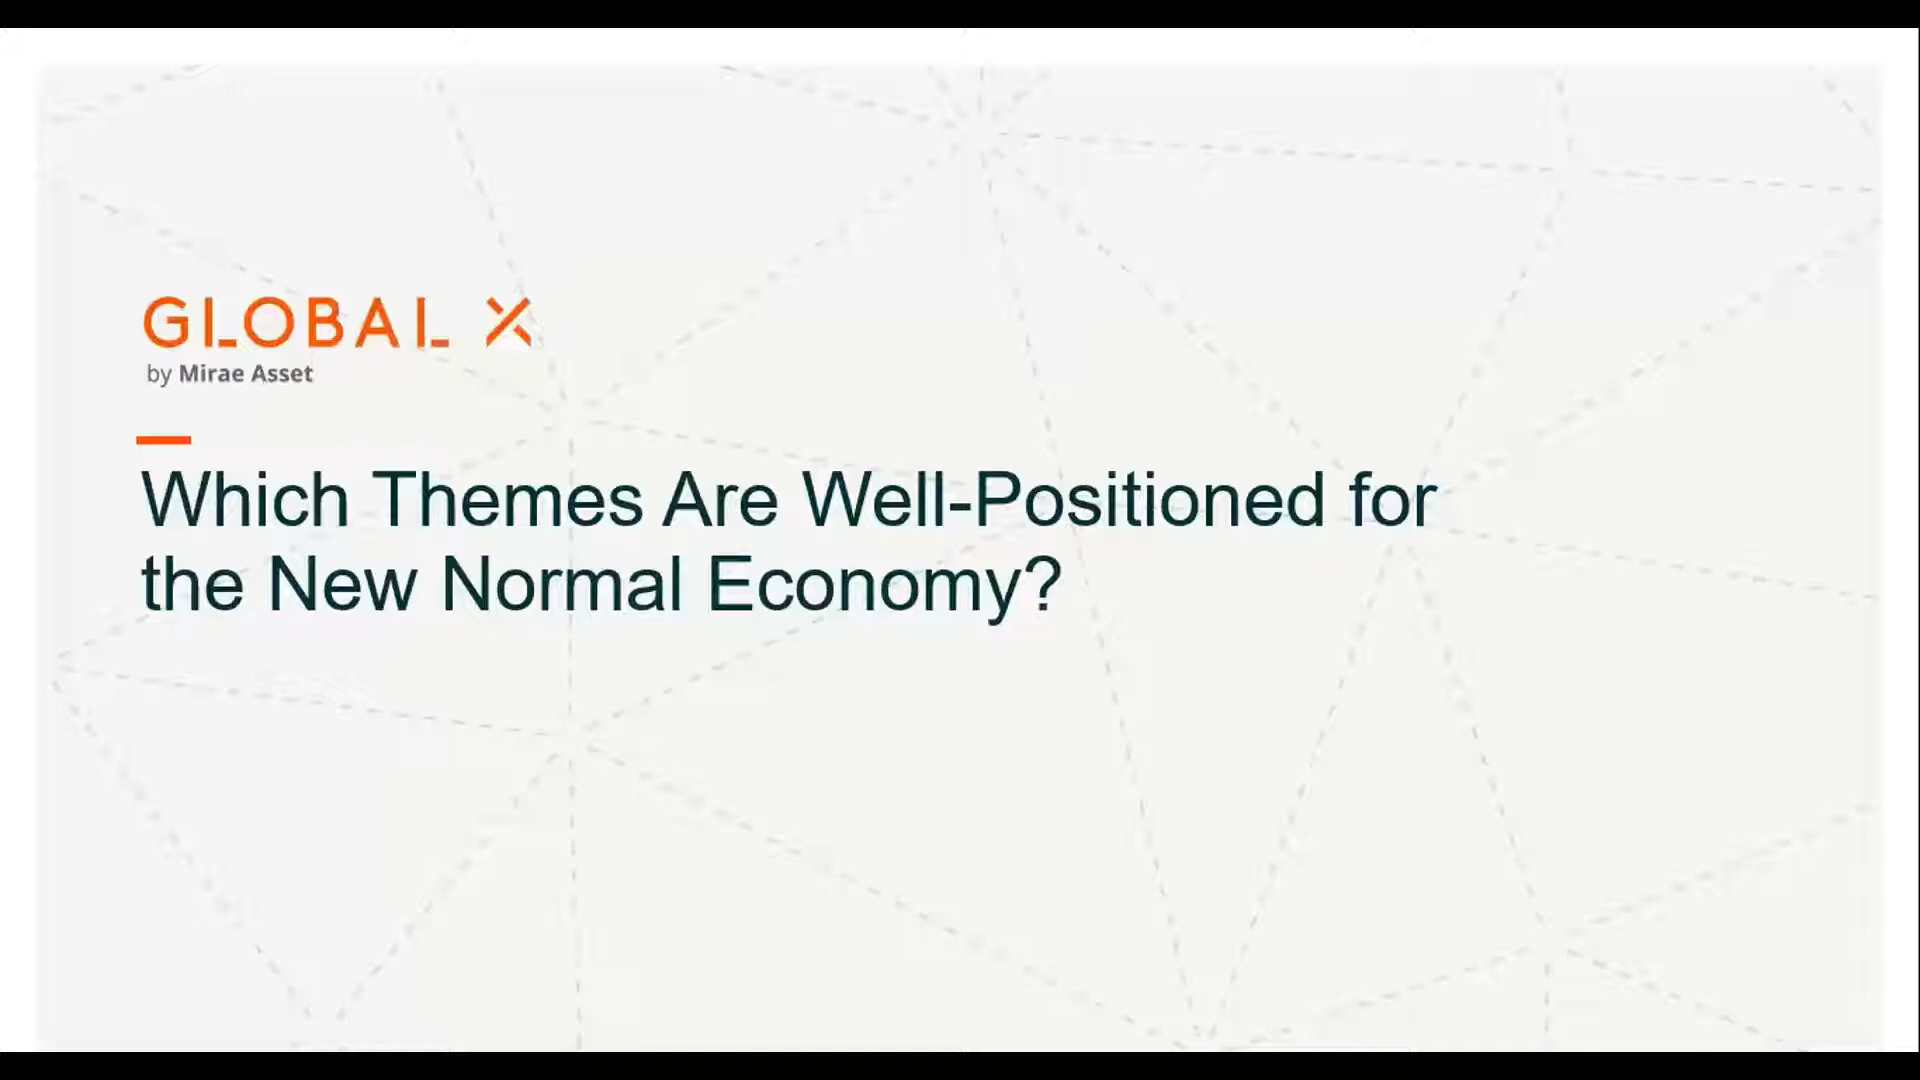 GLOBAL X
by Mirae Asset
Which Themes Are Well-Positioned for
the New Normal Economy?